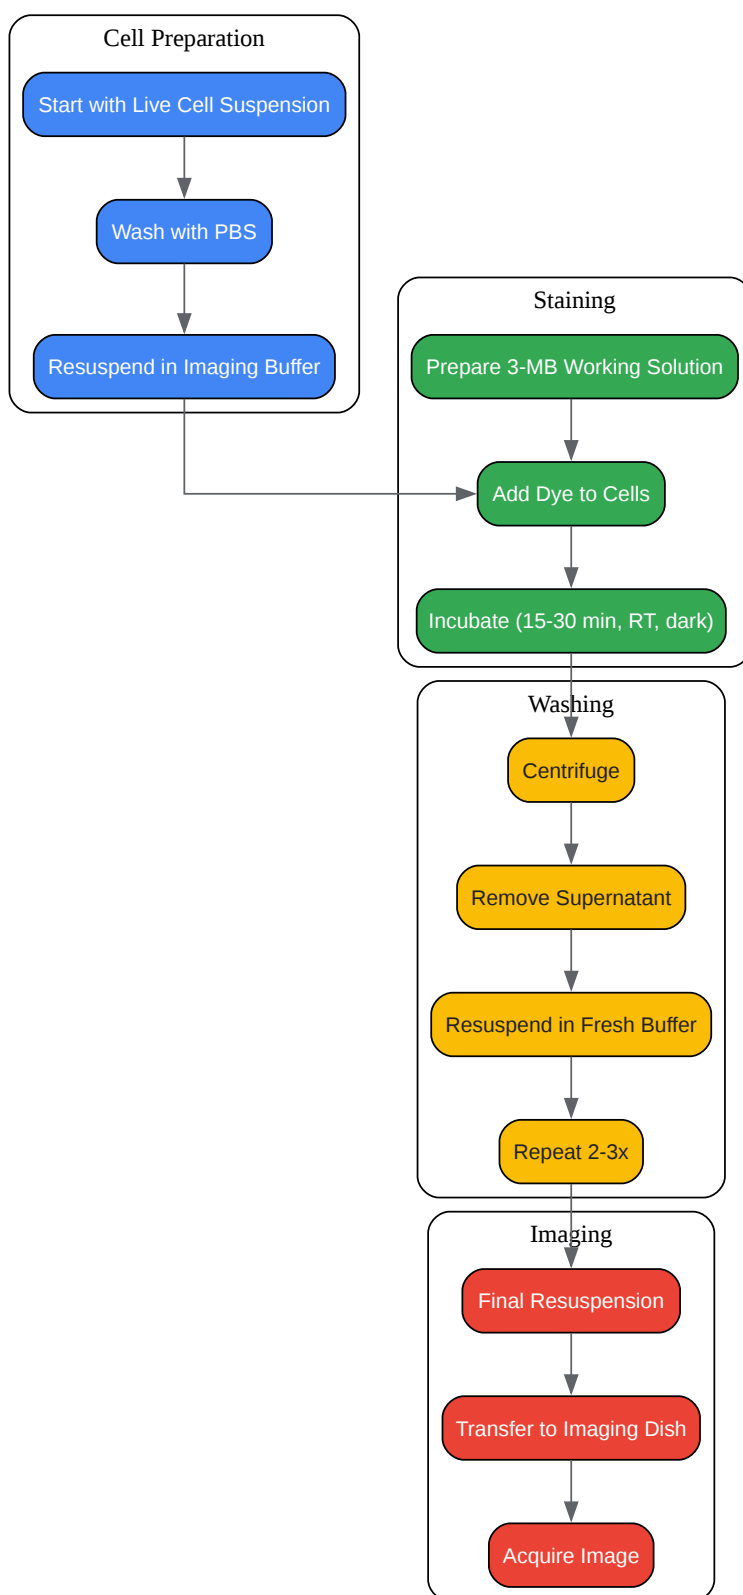 Cell Preparation
Start with Live Cell Suspension
Wash with PBS
Resuspend in Imaging Buffer
Staining
Prepare 3-MB Working Solution
Add Dye to Cells
Incubate (15-30 min, RT, dark)
Washing
Centrifuge
Remove Supernatant
Resuspend in Fresh Buffer
Repeat 2-3x
Imaging
Final Resuspension
Transfer to Imaging Dish
Acquire Image